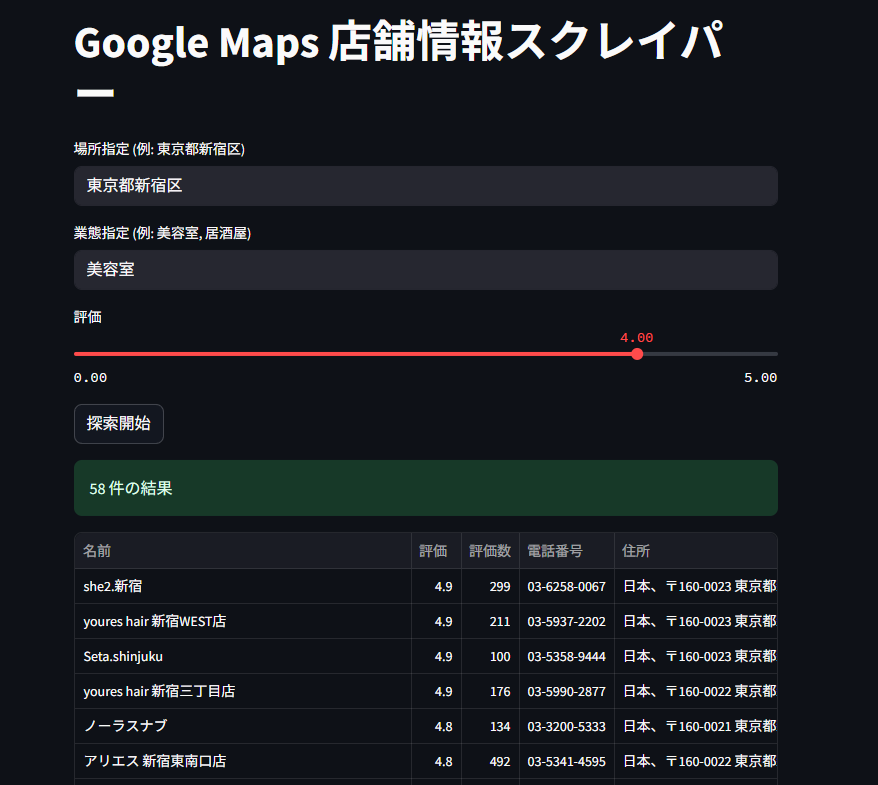 Google Maps 店舗情報スクレイパ
ー
場所指定 (例: 東京都新宿区)
東京都新宿区
業態指定 (例: 美容室, 居酒屋)
美容室
評価
4.00
0.00 5.00
探索開始
58 件の結果
名前 評価 評価数 電話番号 住所
she2.新宿 4.9 299 03-6258-0067 日本、〒160-0023 東京都
youres hair 新宿WEST店 4.9 211 03-5937-2202 日本、〒160-0023 東京都
Seta.shinjuku 4.9 100 03-5358-9444 日本、〒160-0023 東京都
youres hair 新宿三丁目店 4.9 176 03-5990-2877 日本、〒160-0022 東京都
ノーラスナブ 4.8 134 03-3200-5333 日本、〒160-0021 東京都
アリエス 新宿東南口店 4.8 492 03-5341-4595 日本、〒160-0022 東京都